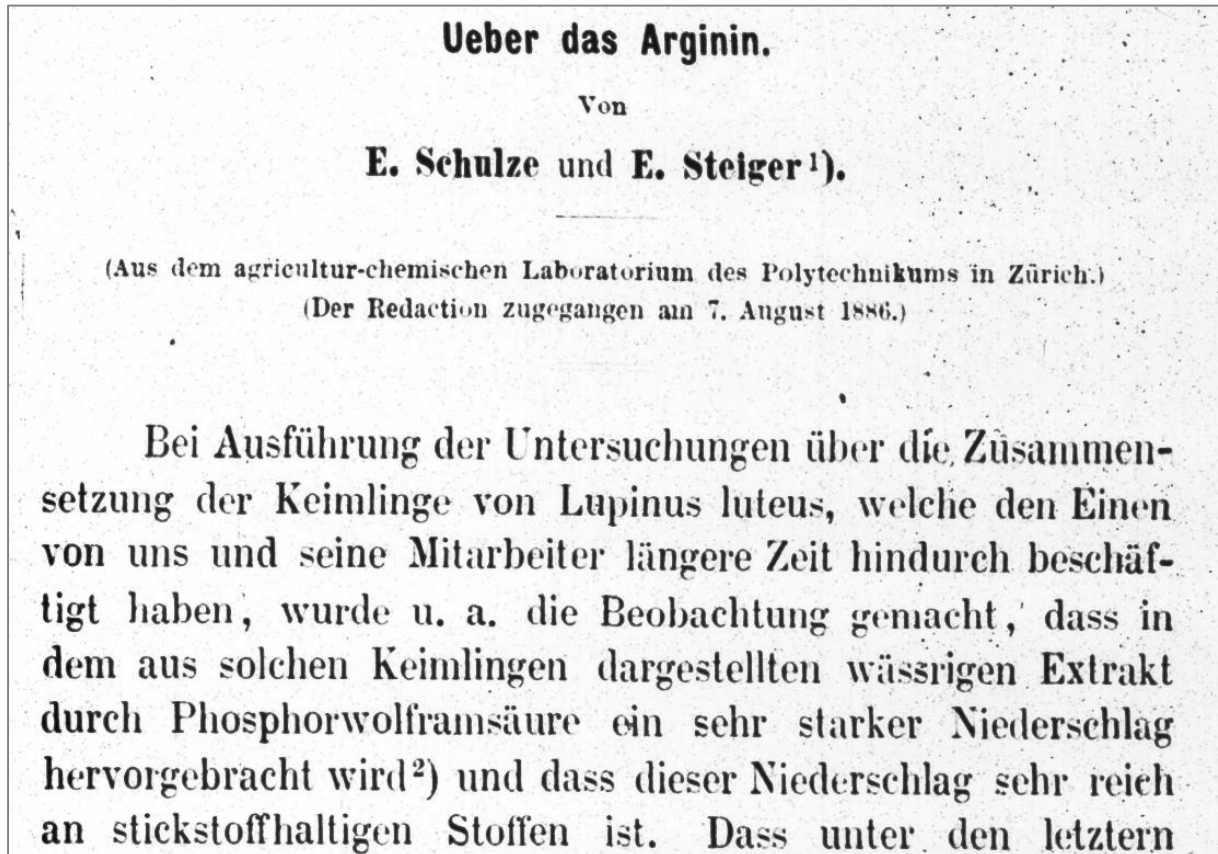 Ueber das Arginin.
Von
E. Schulze und E. Steiger¹).
(Aus dem agricultur-chemischen Laboratorium des Polytechnikums in Zürich.)
(Der Redaction zugegangen am 7. August 1886.)
Bei Ausführung der Untersuchungen über die Zusammen-
setzung der Keimlinge von Lupinus luteus, welche den Einen
von uns und seine Mitarbeiter längere Zeit hindurch beschäf-
tigt haben, wurde u. a. die Beobachtung gemacht, dass in
dem aus solchen Keimlingen dargestellten wässrigen Extrakt
durch Phosphorwolframsäure ein sehr starker Niederschlag
hervorgebracht wird²) und dass dieser Niederschlag sehr reich
an stickstoffhaltigen Stoffen ist. Dass unter den letztern